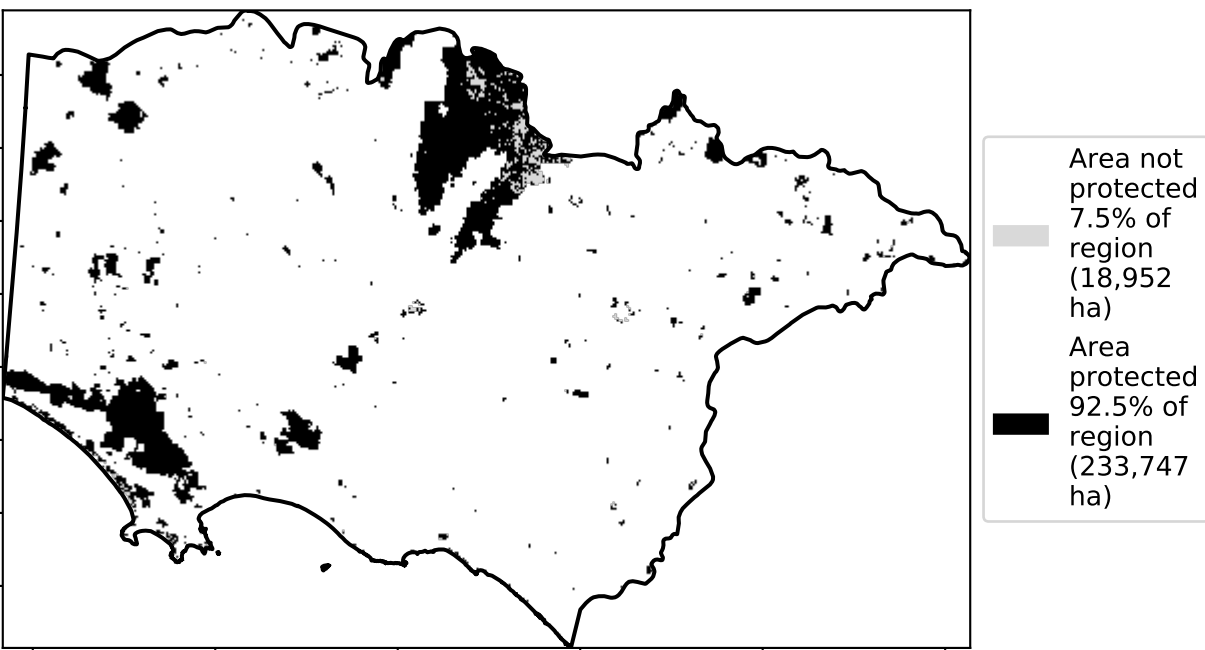 Area not
protected
7.5% of
region
(18,952
ha)
Area
protected
92.5% of
region
(233,747
ha)